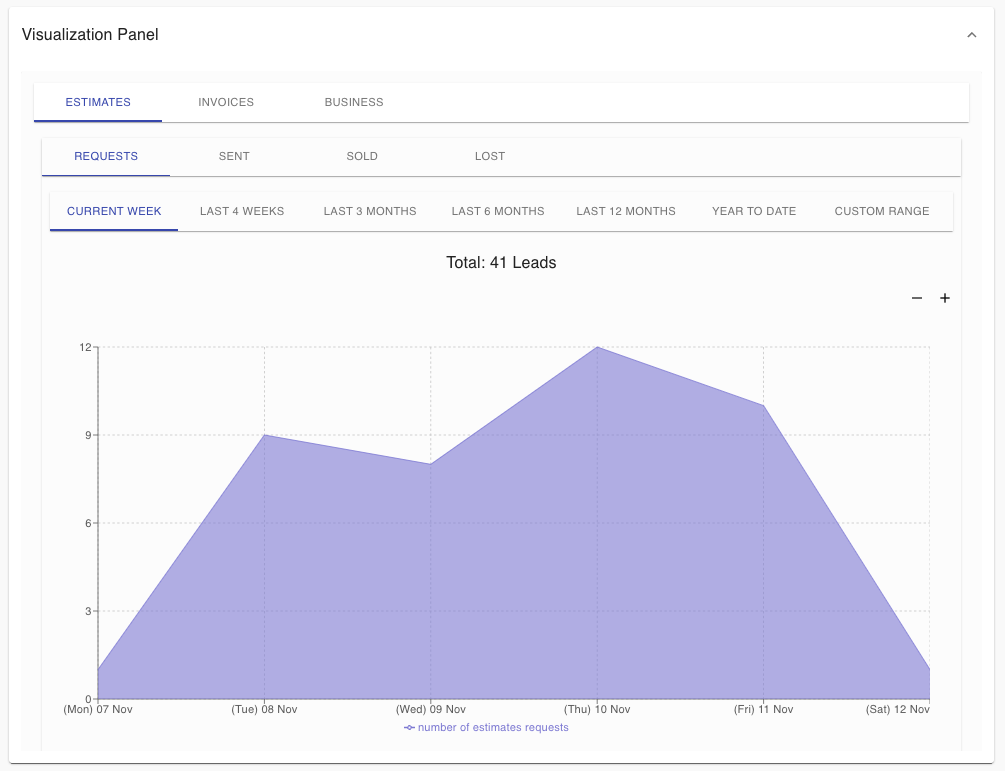 Visualization Panel
ESTIMATES INVOICES BUSINESS
REQUESTS SENT SOLD LOST
CURRENT WEEK LAST 4 WEEKS LAST 3 MONTHS LAST 6 MONTHS LAST 12 MONTHS YEAR TO DATE CUSTOM RANGE
Total: 41 Leads
− +
12
9
6
3
0
(Mon) 07 Nov (Tue) 08 Nov (Wed) 09 Nov (Thu) 10 Nov (Fri) 11 Nov (Sat) 12 Nov
number of estimates requests